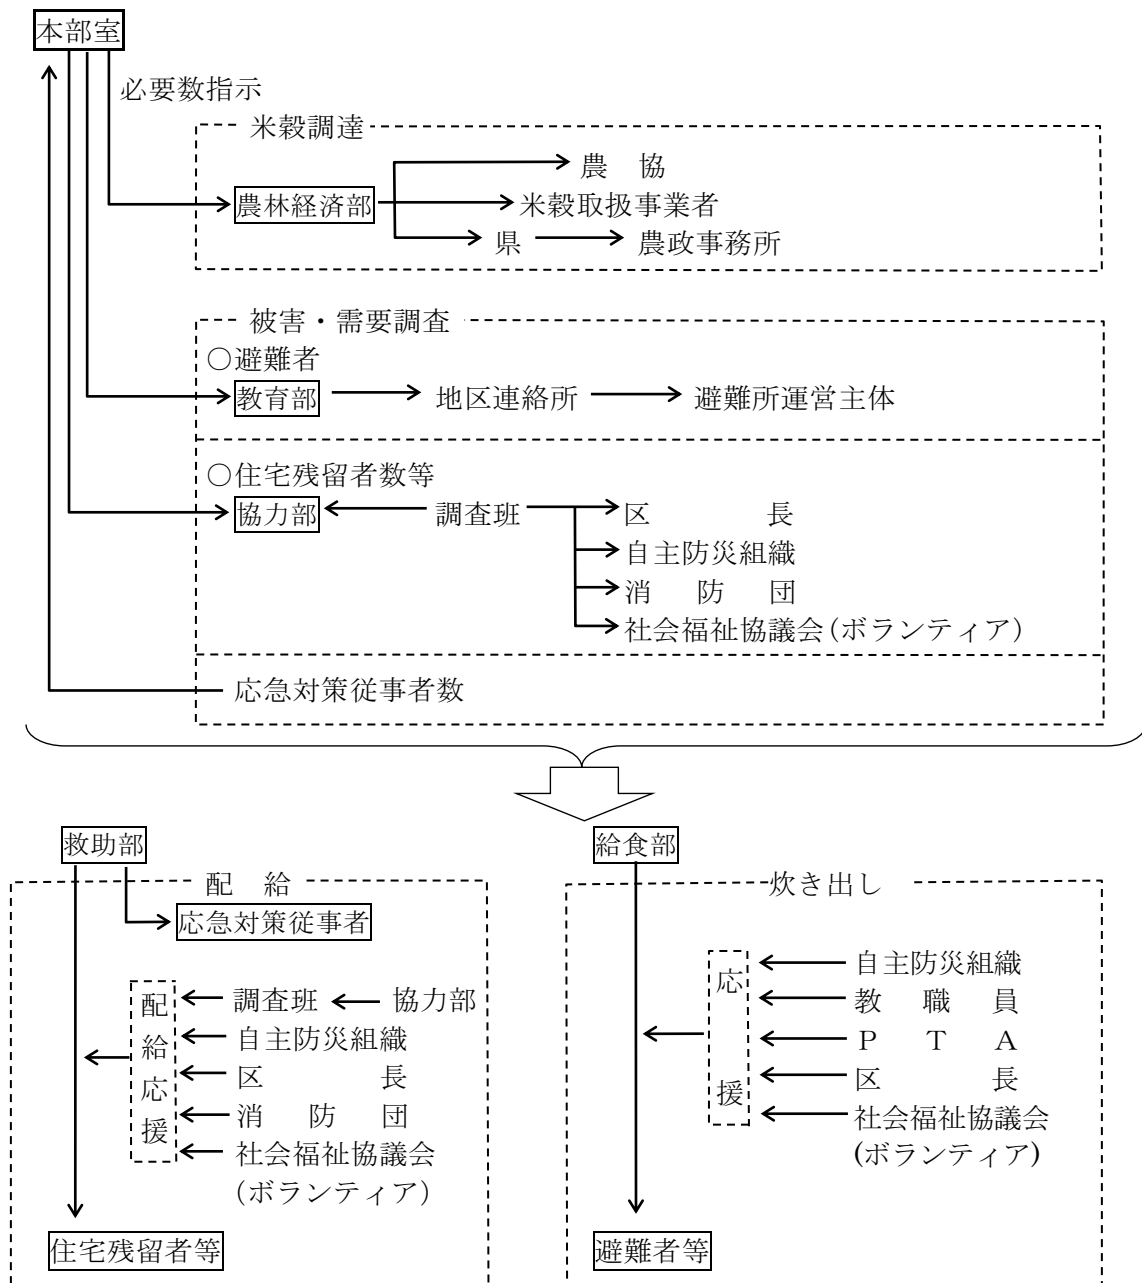 本部室
必要数指示
米穀調達
農　協
農林経済部
米穀取扱事業者
県
農政事務所
被害・需要調査
○避難者
教育部
地区連絡所
避難所運営主体
○住宅残留者数等
協力部
調査班
区　　　長
自主防災組織
消　防　団
社会福祉協議会(ボランティア)
応急対策従事者数
救助部
配　給
応急対策従事者
配給応援
調査班
協力部
自主防災組織
区　　　長
消　防　団
社会福祉協議会
(ボランティア)
住宅残留者等
給食部
炊き出し
応援
自主防災組織
教　職　員
Ｐ　Ｔ　Ａ
区　　　長
社会福祉協議会
(ボランティア)
避難者等